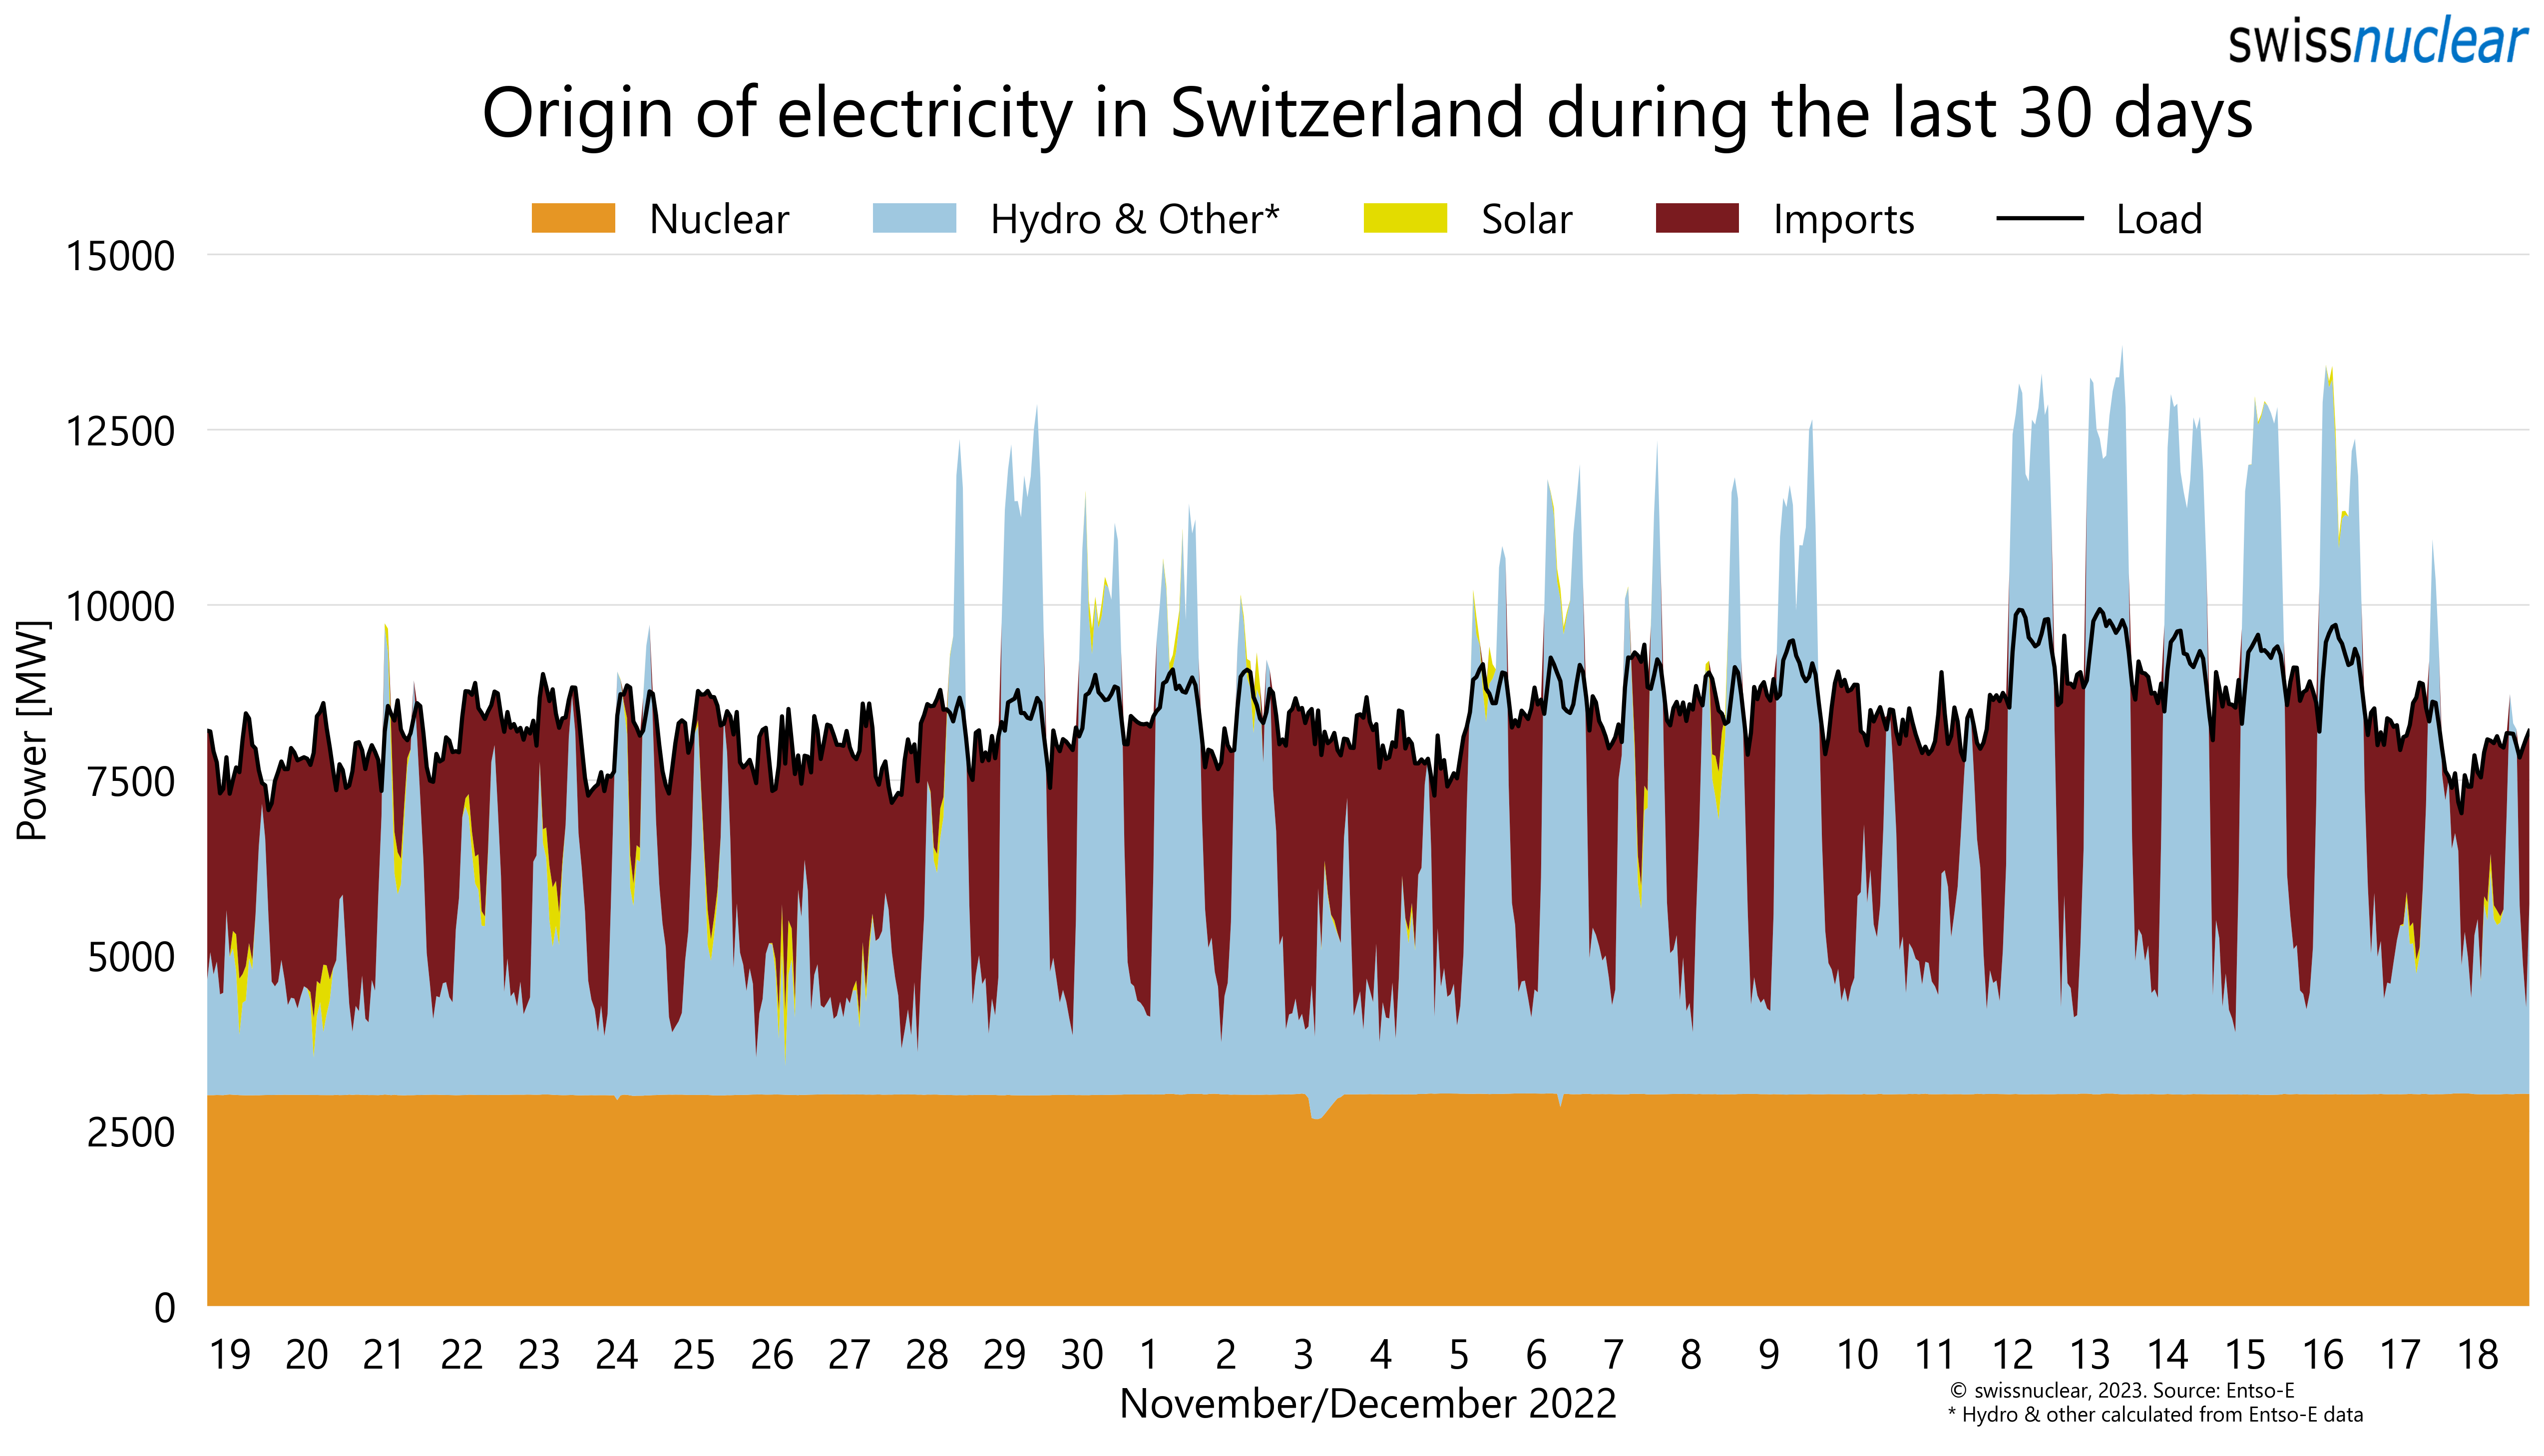 swissnuclear
Origin of electricity in Switzerland during the last 30 days
Nuclear Hydro & Other* Solar Imports Load
15000
12500
10000
7500
5000
2500
0
Power [MW]
19 20 21 22 23 24 25 26 27 28 29 30 1 2 3 4 5 6 7 8 9 10 11 12 13 14 15 16 17 18
November/December 2022
© swissnuclear, 2023. Source: Entso-E
* Hydro & other calculated from Entso-E data